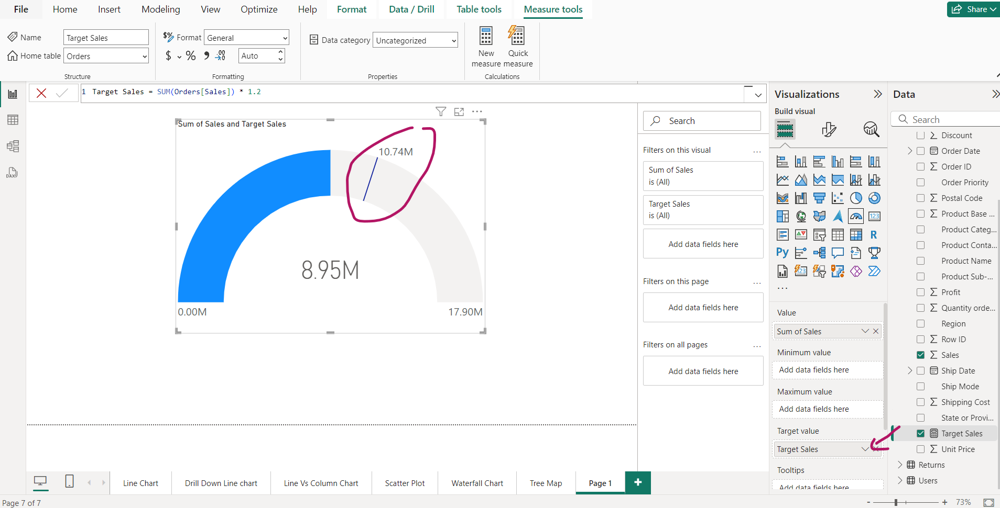 File Home Insert Modeling View Optimize Help Format Data / Drill Table tools Measure tools Share
Name Target Sales
Home table Orders
Structure
$% Format General
$ % , .00 Auto
Formatting
Data category Uncategorized
Properties
New measure
Quick measure
Calculations
1 Target Sales = SUM(Orders[Sales]) * 1.2
Sum of Sales and Target Sales
10.74M
8.95M
0.00M
17.90M
Search
Filters on this visual
Sum of Sales
is (All)
Target Sales
is (All)
Add data fields here
Filters on this page
Add data fields here
Filters on all pages
Add data fields here
Visualizations
Build visual
123
R
Py
123
Value
Sum of Sales
Minimum value
Add data fields here
Maximum value
Add data fields here
Target value
Target Sales
Tooltips
Add data fields here
Data
Search
Discount
Order Date
Order ID
Order Priority
Postal Code
Product Base ...
Product Categ...
Product Conta...
Product Name
Product Sub-...
Profit
Quantity orde...
Region
Row ID
Sales
Ship Date
Ship Mode
Shipping Cost
State or Provi...
Target Sales
Unit Price
Returns
Users
DAX
Line Chart Drill Down Line chart Line Vs Column Chart Scatter Plot Waterfall Chart Tree Map Page 1 +
Page 7 of 7
- + 73%